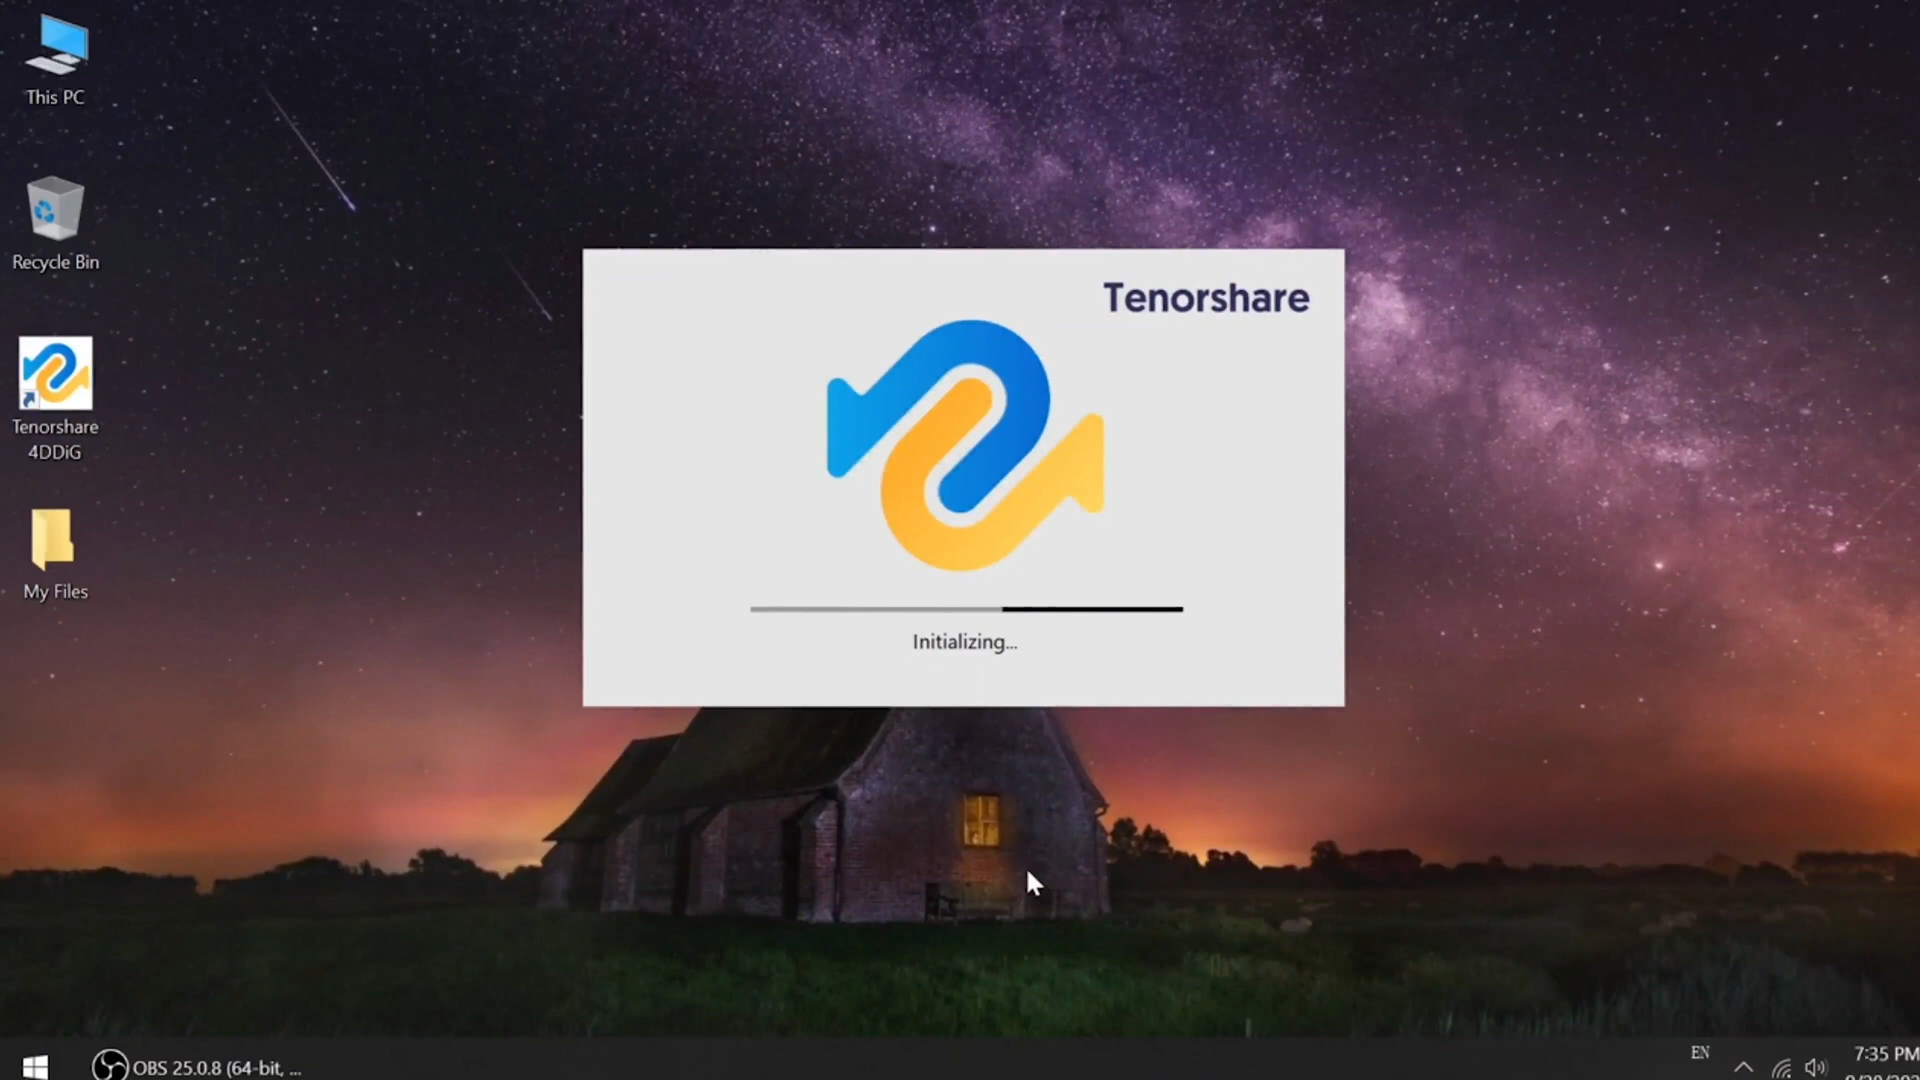 This PC
Recycle Bin
Tenorshare
4DDiG
My Files
Tenorshare
Initializing...
OBS 25.0.8 (64-bit, ...
EN
7:35 PM